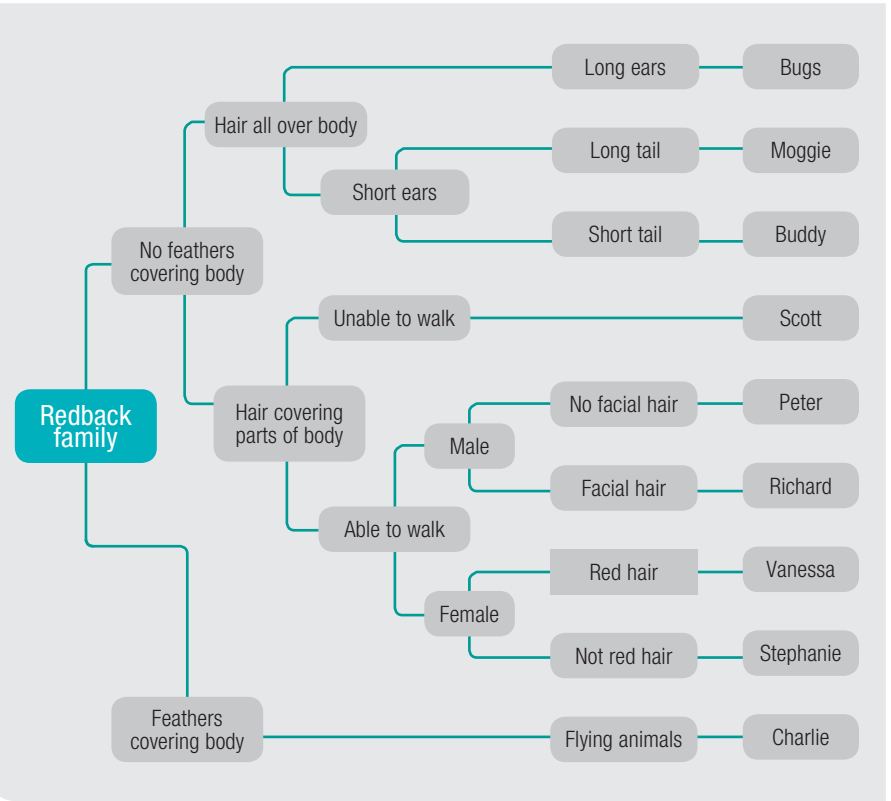 Long ears
Bugs
Hair all over body
Long tail
Moggie
Short ears
Short tail
Buddy
No feathers
covering body
Unable to walk
Scott
Redback
family
Hair covering
parts of body
No facial hair
Peter
Male
Facial hair
Richard
Able to walk
Red hair
Vanessa
Female
Not red hair
Stephanie
Feathers
covering body
Flying animals
Charlie